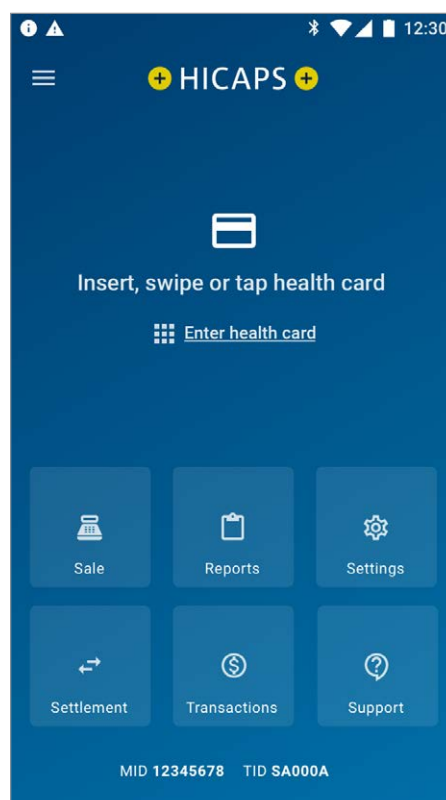 12:30
HICAPS
Insert, swipe or tap health card
Enter health card
Sale Reports Settings
Settlement Transactions Support
MID 12345678 TID SA000A